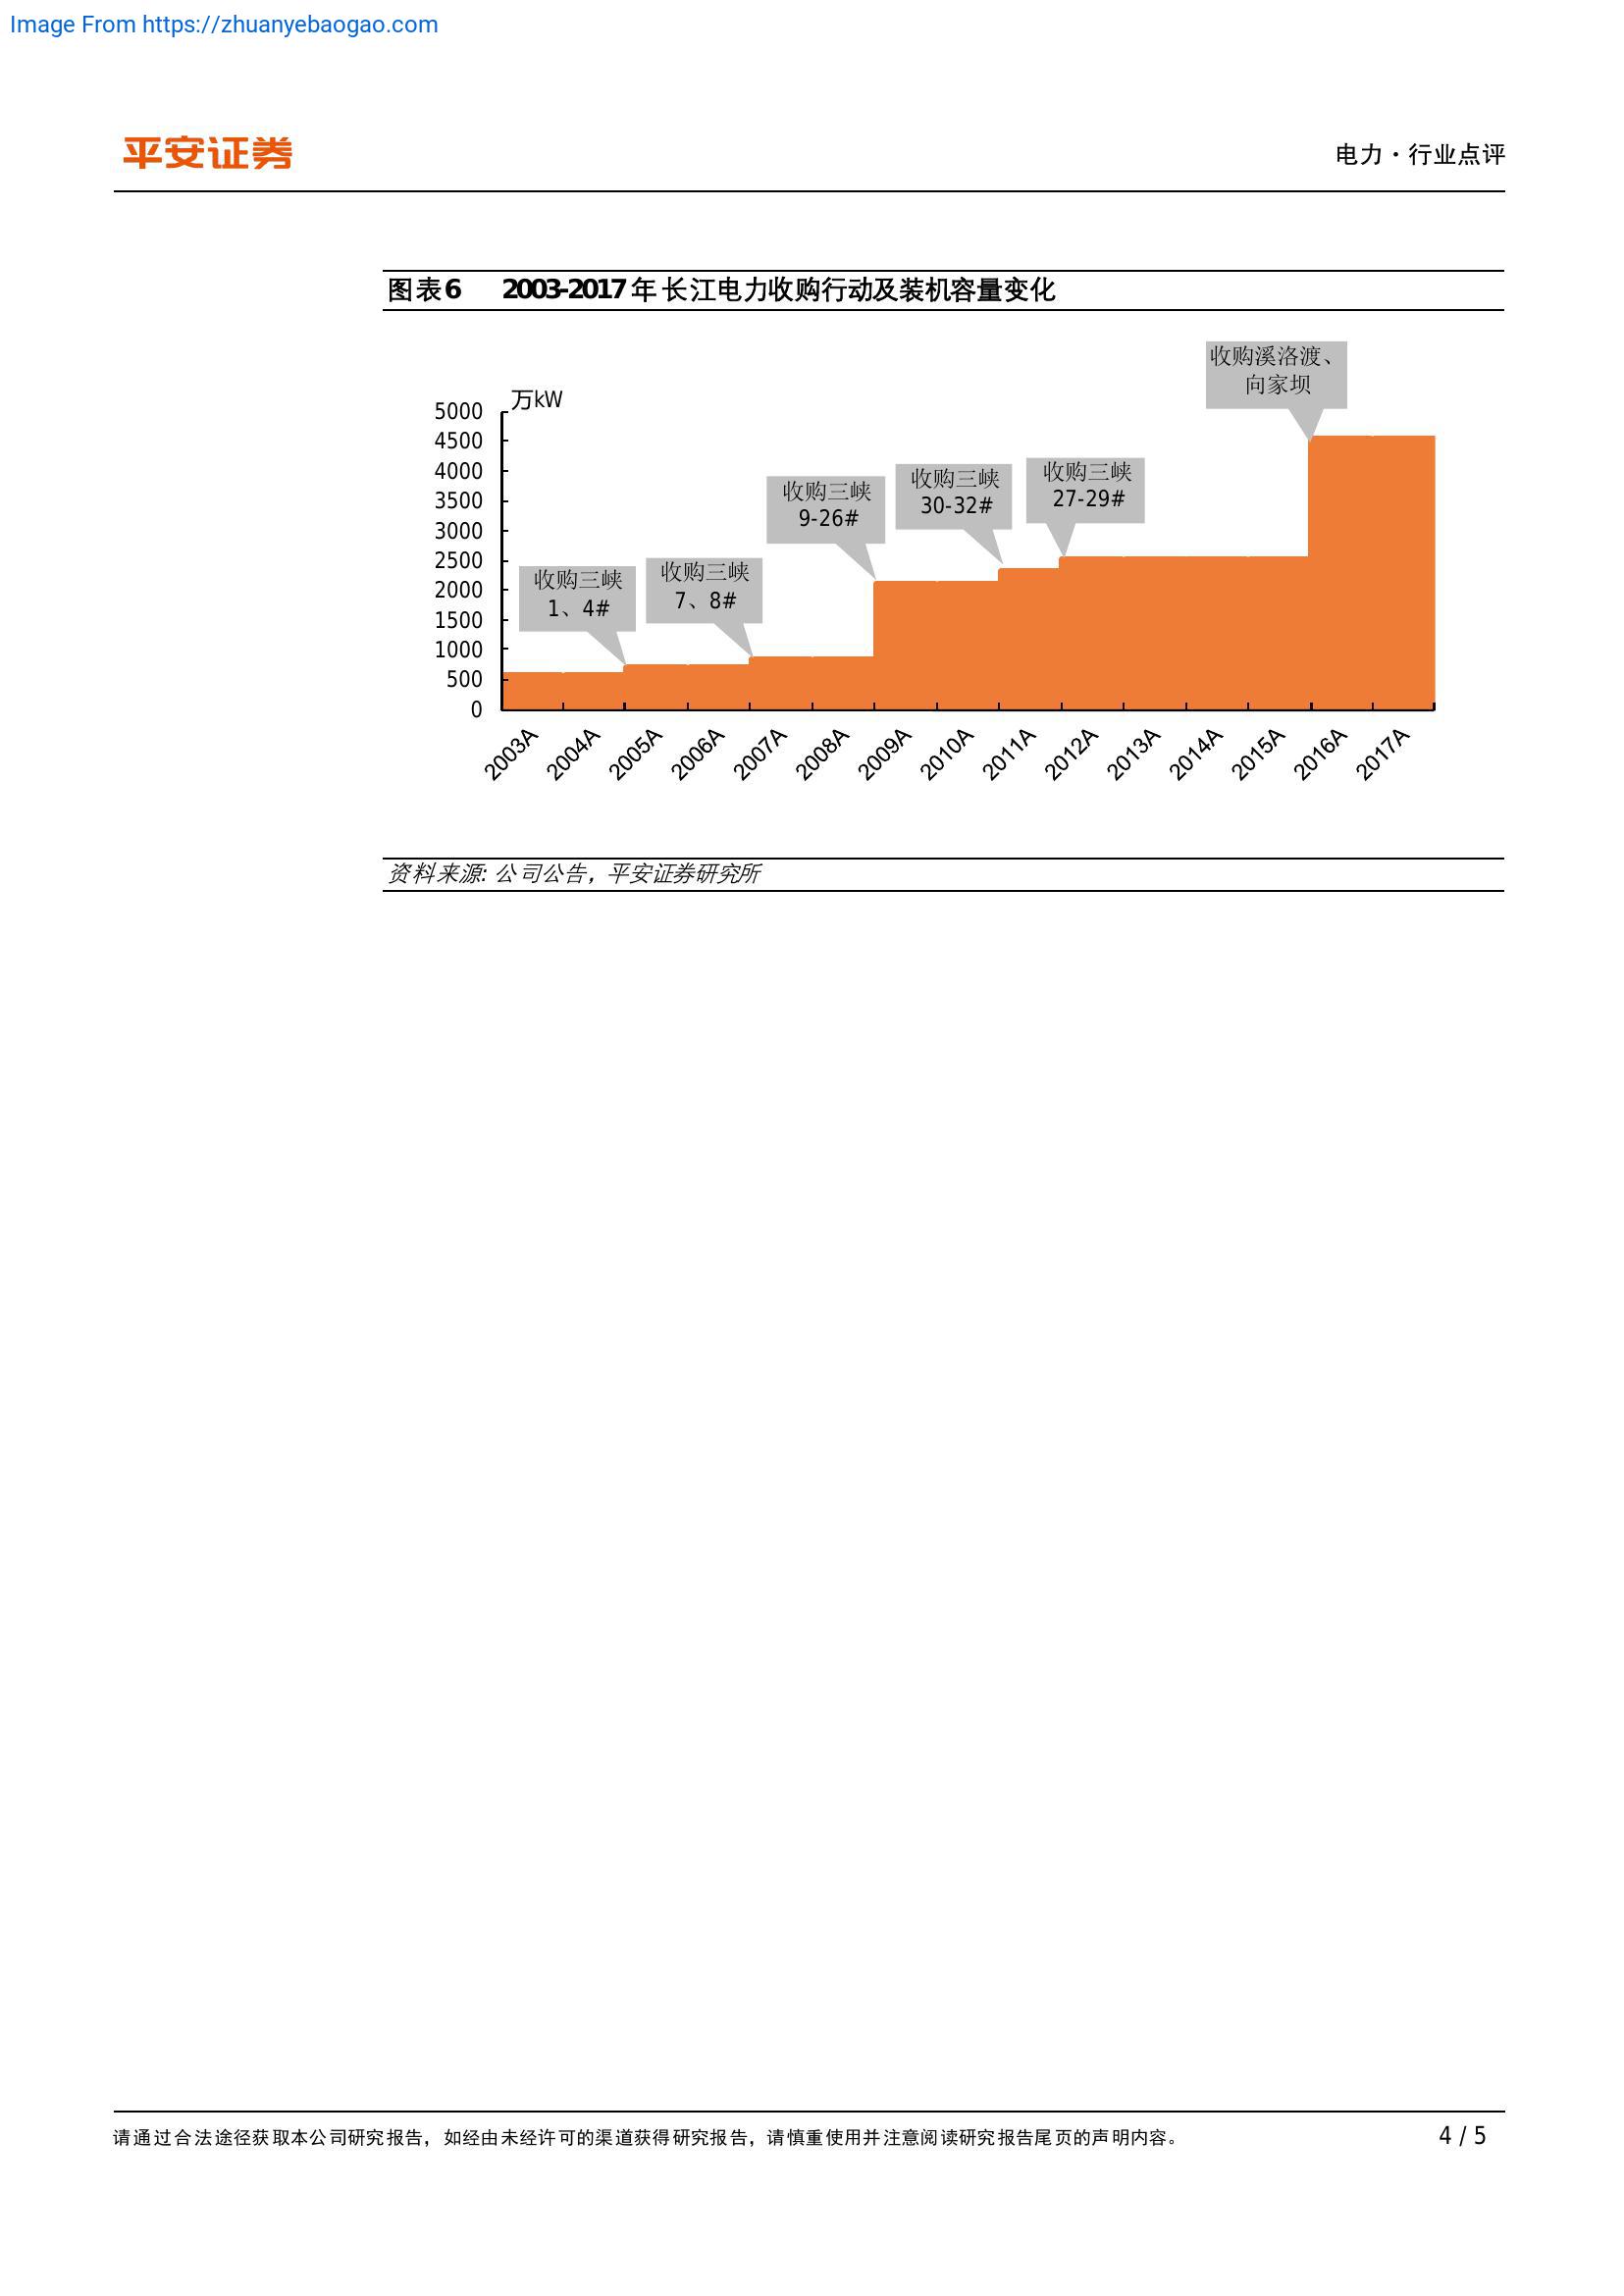 Image From https://zhuanyebaogao.com
平安证券
电力·行业点评
图表6 2003-2017年长江电力收购行动及装机容量变化
收购溪洛渡、
向家坝
万kW
5000
4500
4000
3500
3000
2500
2000
1500
1000
500
0
收购三峡
1、4#
收购三峡
7、8#
收购三峡
9-26#
收购三峡
30-32#
收购三峡
27-29#
2003A
2004A
2005A
2006A
2007A
2008A
2009A
2010A
2011A
2012A
2013A
2014A
2015A
2016A
2017A
资料来源: 公司公告，平安证券研究所
请通过合法途径获取本公司研究报告，如经由未经许可的渠道获得研究报告，请慎重使用并注意阅读研究报告尾页的声明内容。
4 / 5